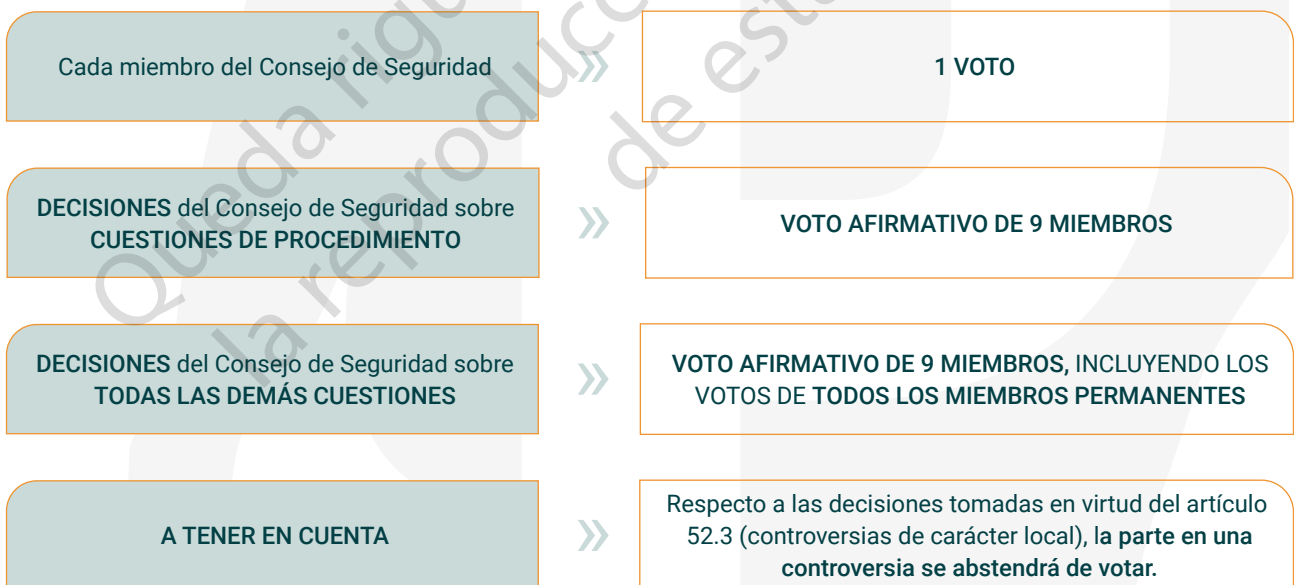 Cada miembro del Consejo de Seguridad
»
1 VOTO
DECISIONES del Consejo de Seguridad sobre
CUESTIONES DE PROCEDIMIENTO
»
VOTO AFIRMATIVO DE 9 MIEMBROS
DECISIONES del Consejo de Seguridad sobre
TODAS LAS DEMÁS CUESTIONES
»
VOTO AFIRMATIVO DE 9 MIEMBROS, INCLUYENDO LOS
VOTOS DE TODOS LOS MIEMBROS PERMANENTES
A TENER EN CUENTA
»
Respecto a las decisiones tomadas en virtud del artículo
52.3 (controversias de carácter local), la parte en una
controversia se abstendrá de votar.
Queda
la
de